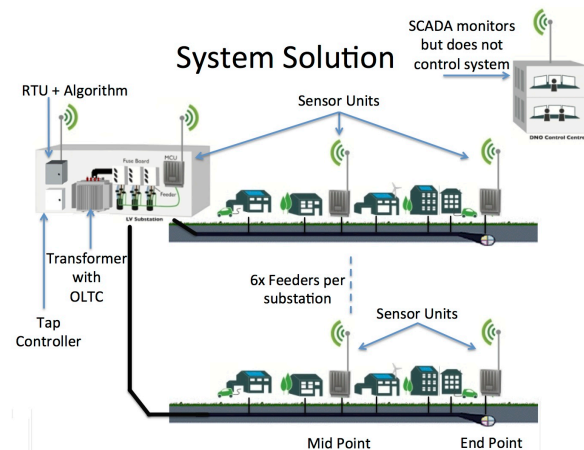 SCADA monitors
but does not
control system
System Solution
RTU + Algorithm
Sensor Units
DNO Control Centre
Fuse Board
MCU
Feeder
LV Substation
Transformer
with
OLTC
6x Feeders per
substation
Tap
Controller
Sensor Units
Mid Point
End Point